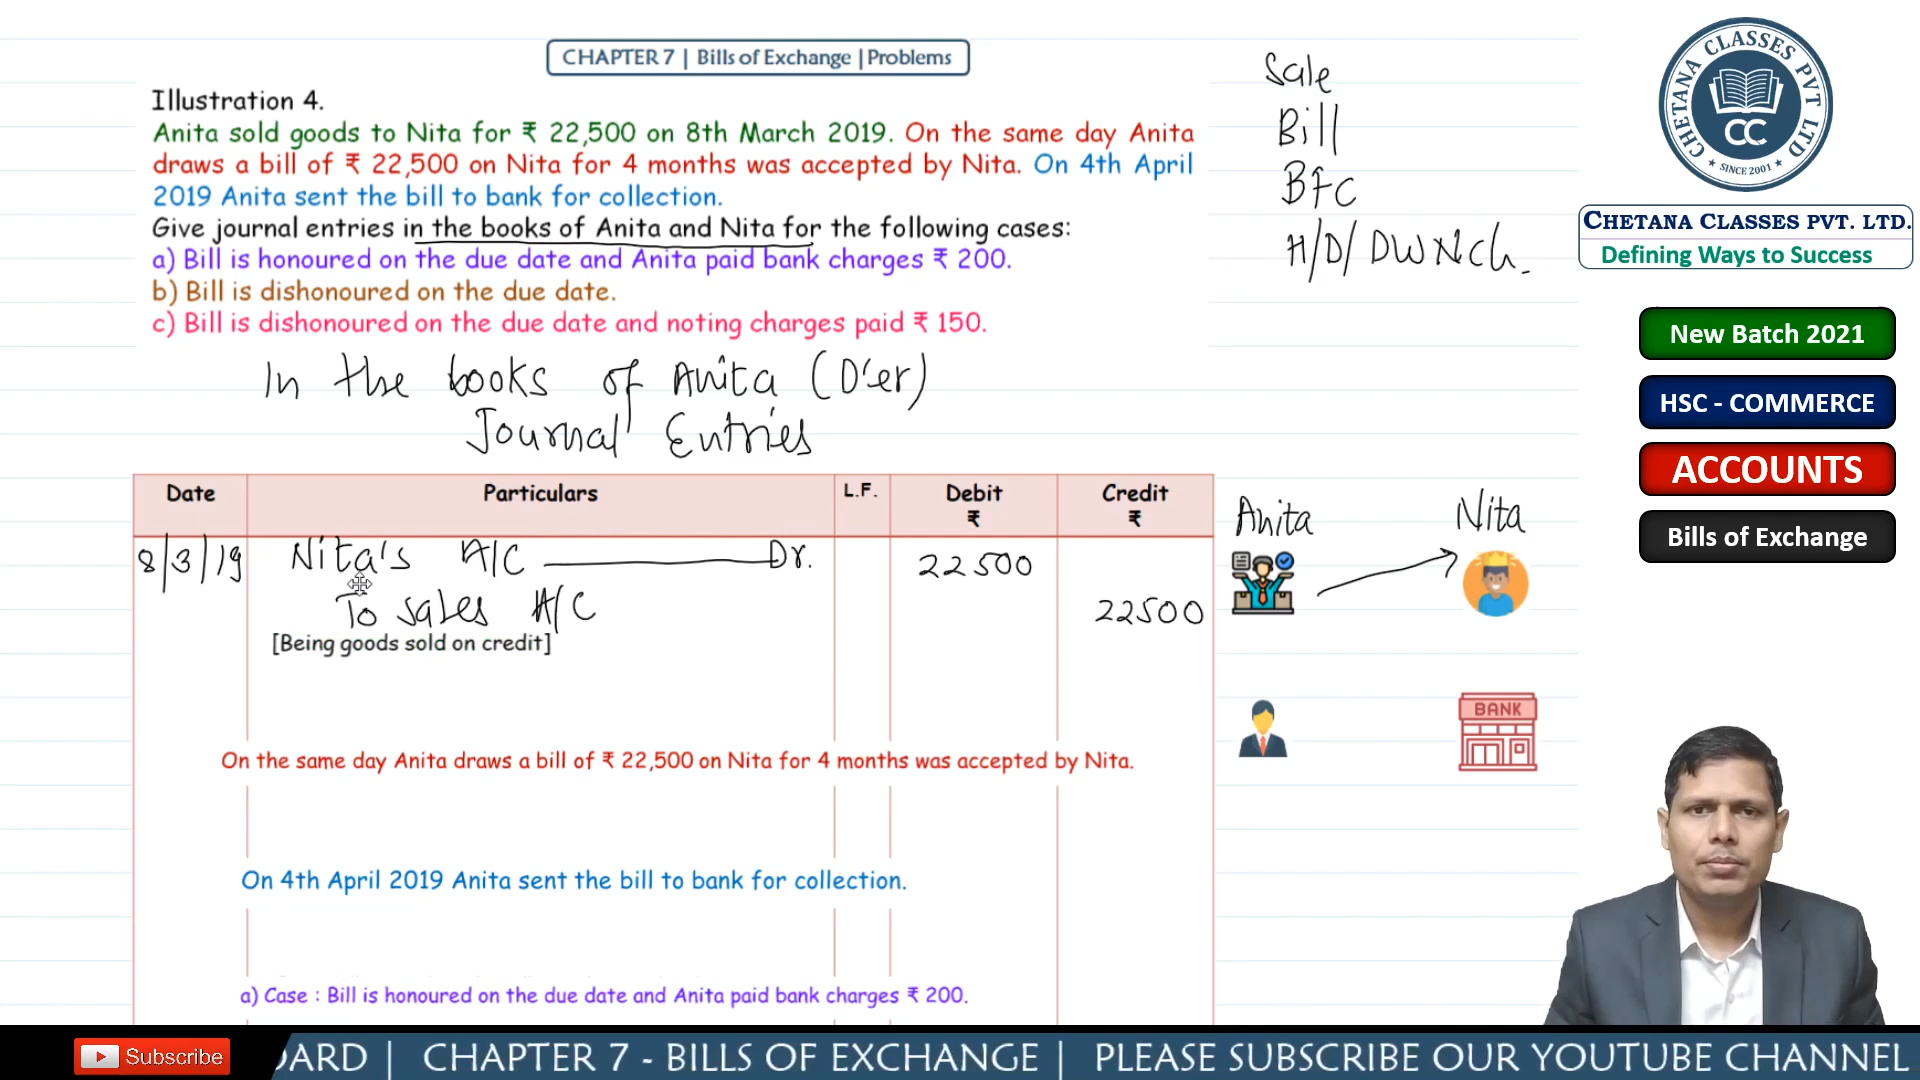 CHAPTER 7 | Bills of Exchange | Problems
Illustration 4.
Anita sold goods to Nita for ₹ 22,500 on 8th March 2019. On the same day Anita
draws a bill of ₹ 22,500 on Nita for 4 months was accepted by Nita. On 4th April
2019 Anita sent the bill to bank for collection.
Give journal entries in the books of Anita and Nita for the following cases:
a) Bill is honoured on the due date and Anita paid bank charges ₹ 200.
b) Bill is dishonoured on the due date.
c) Bill is dishonoured on the due date and noting charges paid ₹ 150.
Sale
Bill
BFC
H/D/ DWNch.
In the books of Anita (D'er)
Journal Entries
Date Particulars L.F. Debit ₹ Credit ₹
8/3/19 Nita's A/C Dr. 22500
To Sales A/C 22500
[Being goods sold on credit]
On the same day Anita draws a bill of ₹ 22,500 on Nita for 4 months was accepted by Nita.
On 4th April 2019 Anita sent the bill to bank for collection.
a) Case : Bill is honoured on the due date and Anita paid bank charges ₹ 200.
Anita Nita
BANK
CHETANA CLASSES PVT LTD
CC
SINCE 2001
CHETANA CLASSES PVT. LTD.
Defining Ways to Success
New Batch 2021
HSC - COMMERCE
ACCOUNTS
Bills of Exchange
Subscribe
OARD | CHAPTER 7 - BILLS OF EXCHANGE | PLEASE SUBSCRIBE OUR YOUTUBE CHANNEL